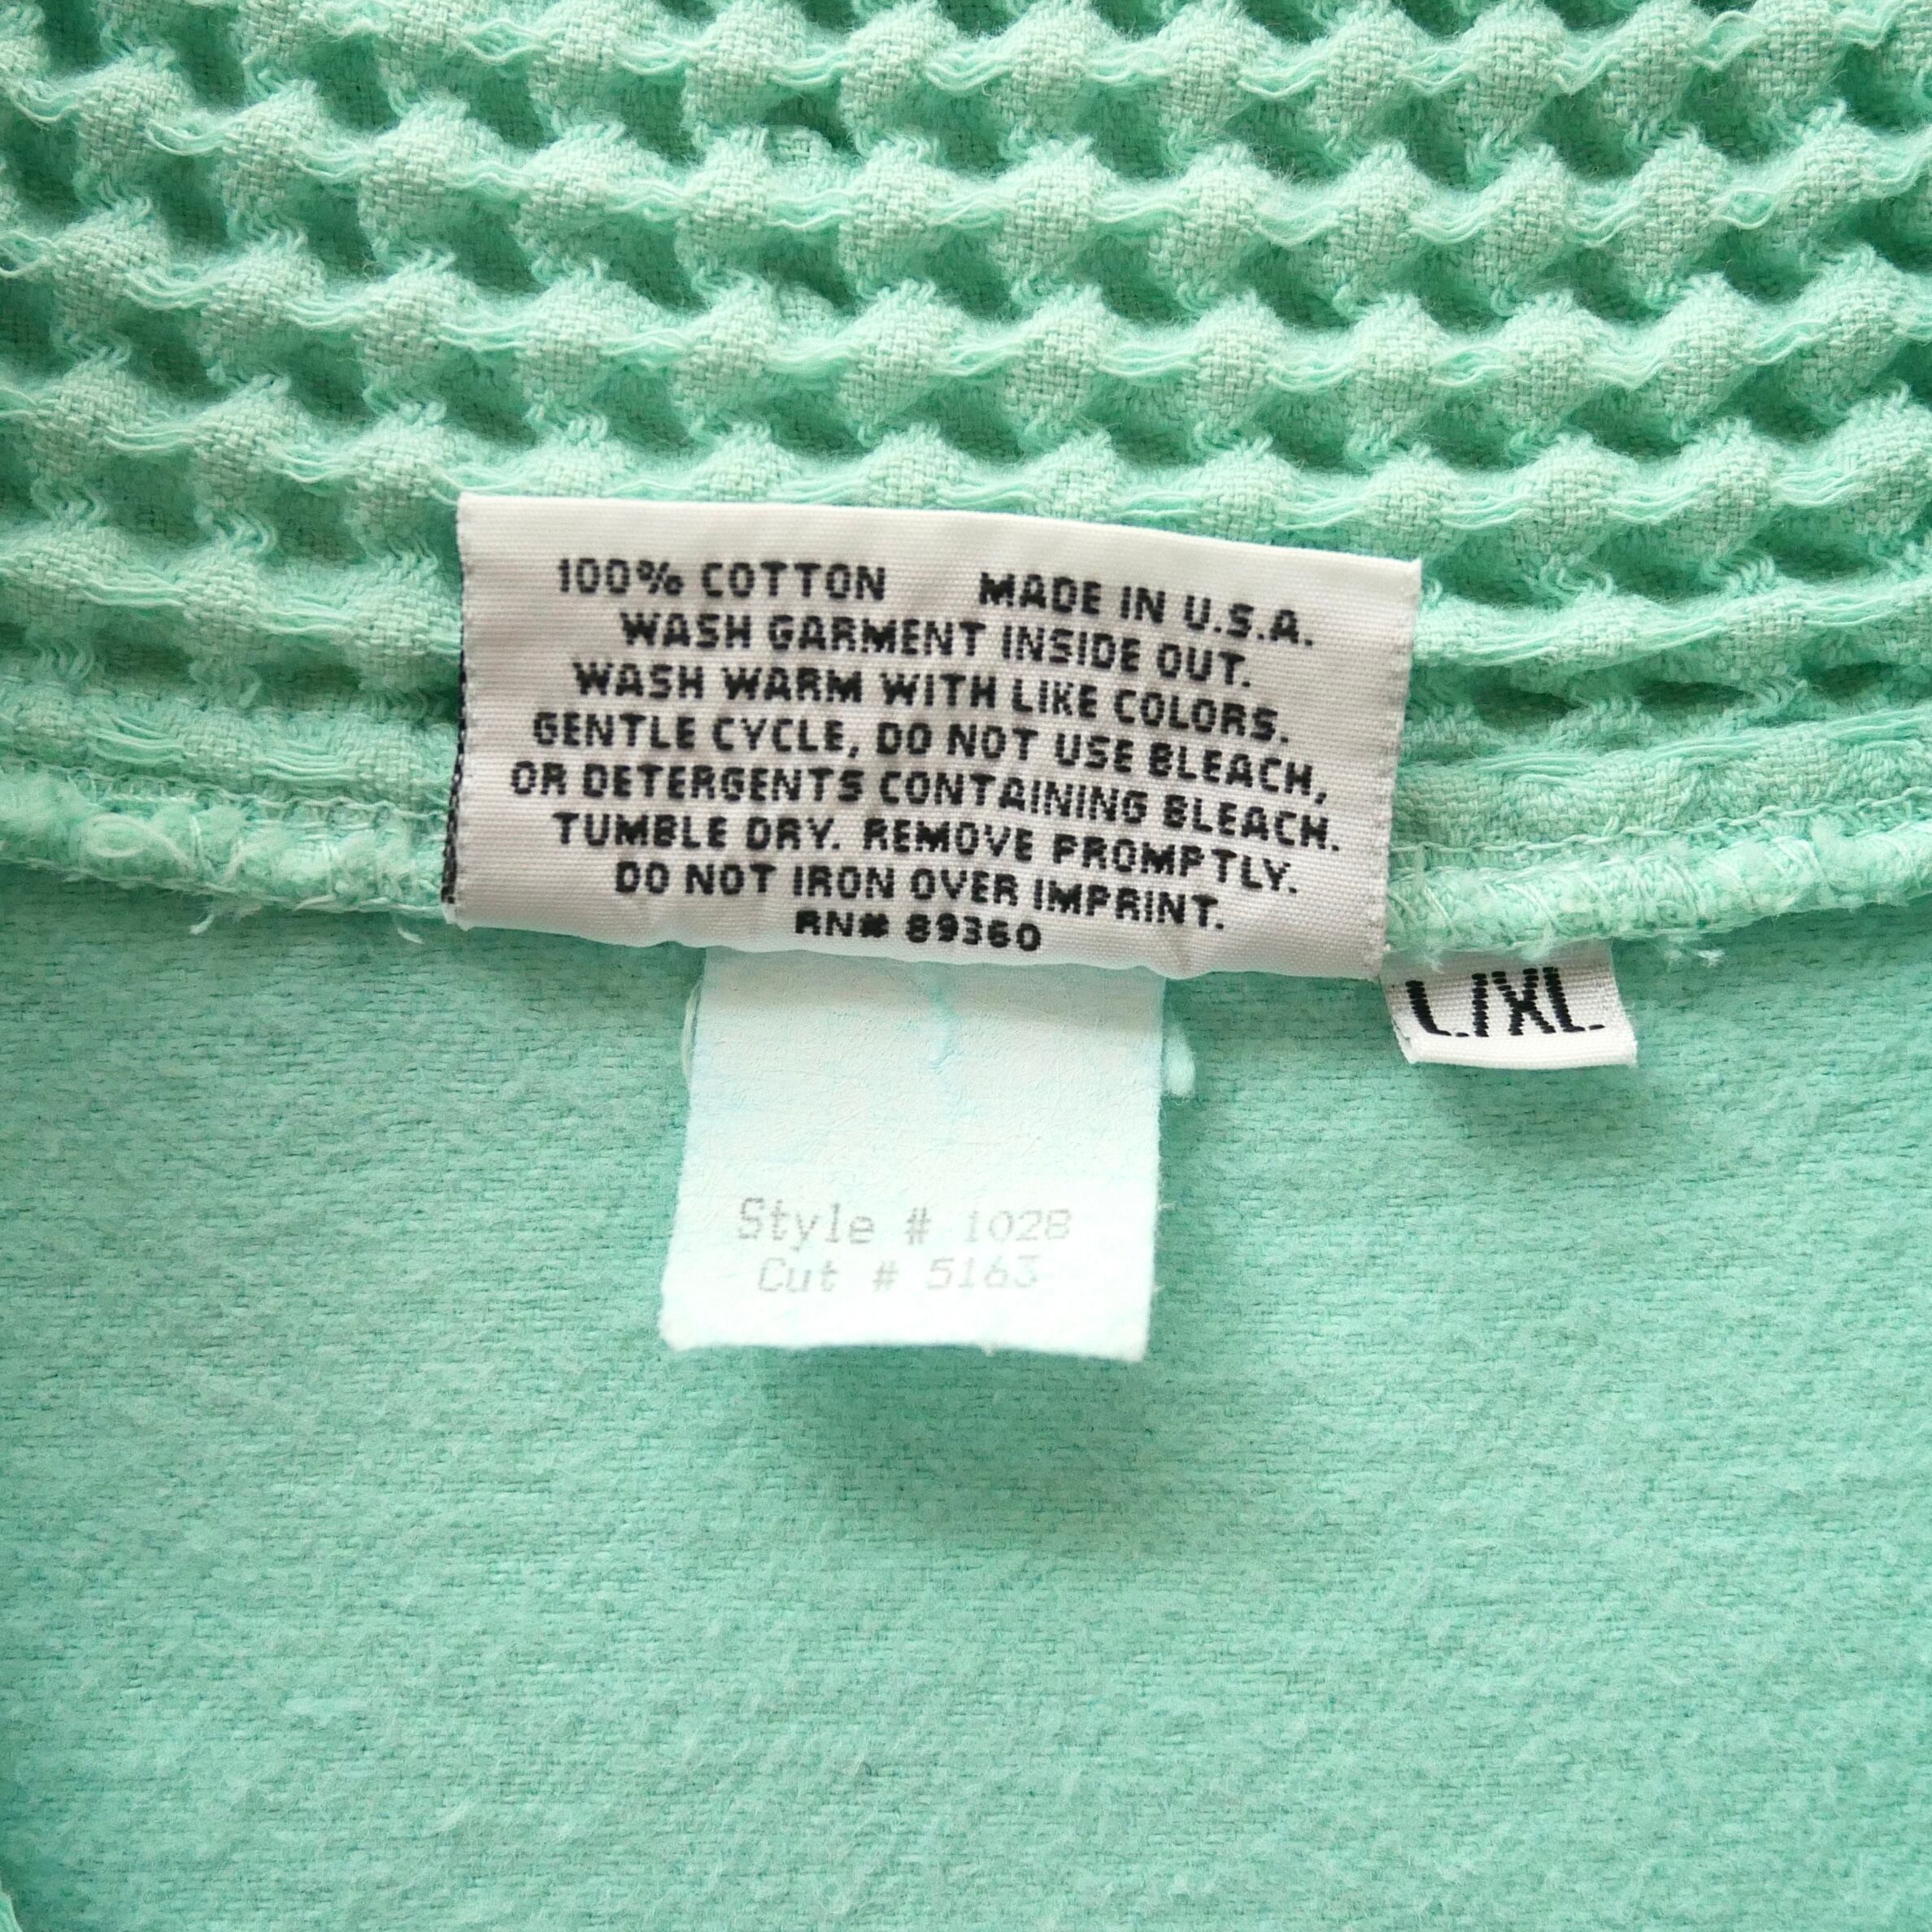 100% COTTON MADE IN U.S.A.
WASH GARMENT INSIDE OUT.
WASH WARM WITH LIKE COLORS.
GENTLE CYCLE, DO NOT USE BLEACH,
OR DETERGENTS CONTAINING BLEACH.
TUMBLE DRY. REMOVE PROMPTLY.
DO NOT IRON OVER IMPRINT.
RN# 89360
L/XL
Style # 1028
Cut # 5163